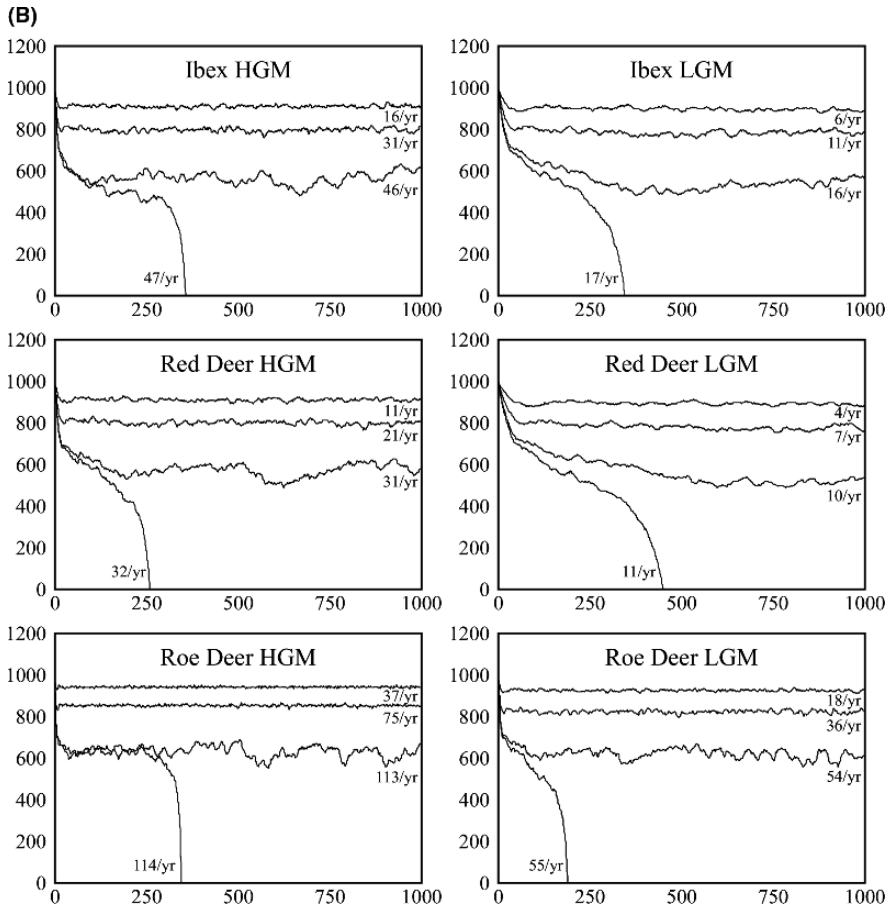 (B)
Ibex HGM
1200
1000
800
600
400
200
0
16/yr
31/yr
46/yr
47/yr
0 250 500 750 1000
Ibex LGM
1200
1000
800
600
400
200
0
6/yr
11/yr
16/yr
17/yr
0 250 500 750 1000
Red Deer HGM
1200
1000
800
600
400
200
0
11/yr
21/yr
31/yr
32/yr
0 250 500 750 1000
Red Deer LGM
1200
1000
800
600
400
200
0
4/yr
7/yr
10/yr
11/yr
0 250 500 750 1000
Roe Deer HGM
1200
1000
800
600
400
200
0
37/yr
75/yr
113/yr
114/yr
0 250 500 750 1000
Roe Deer LGM
1200
1000
800
600
400
200
0
18/yr
36/yr
54/yr
55/yr
0 250 500 750 1000